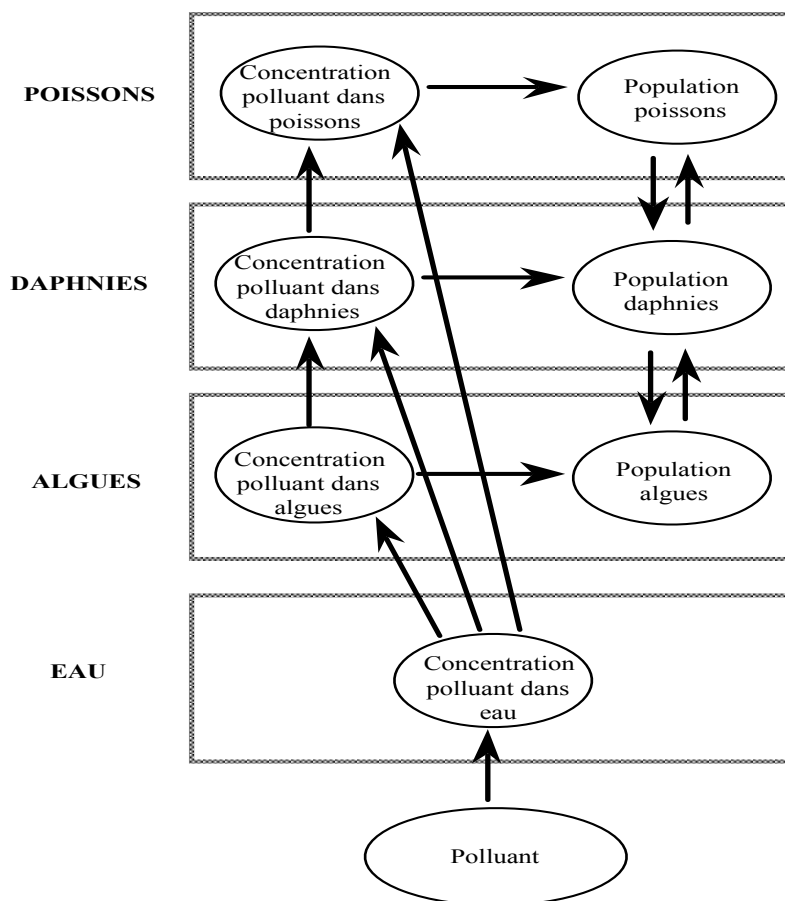 POISSONS
Concentration
polluant dans
poissons
Population
poissons
DAPHNIES
Concentration
polluant dans
daphnies
Population
daphnies
ALGUES
Concentration
polluant dans
algues
Population
algues
EAU
Concentration
polluant dans
eau
Polluant